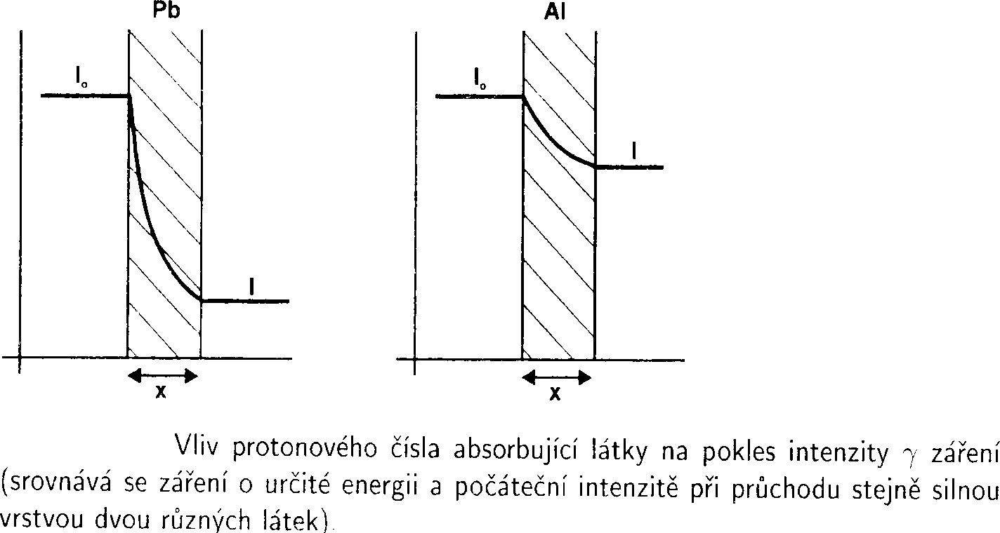 Pb
Al
I₀
I₀
I
I
x
x
Vliv protonového čísla absorbující látky na pokles intenzity γ záření
(srovnává se záření o určité energii a počáteční intenzitě při průchodu stejně silnou
vrstvou dvou různých látek).